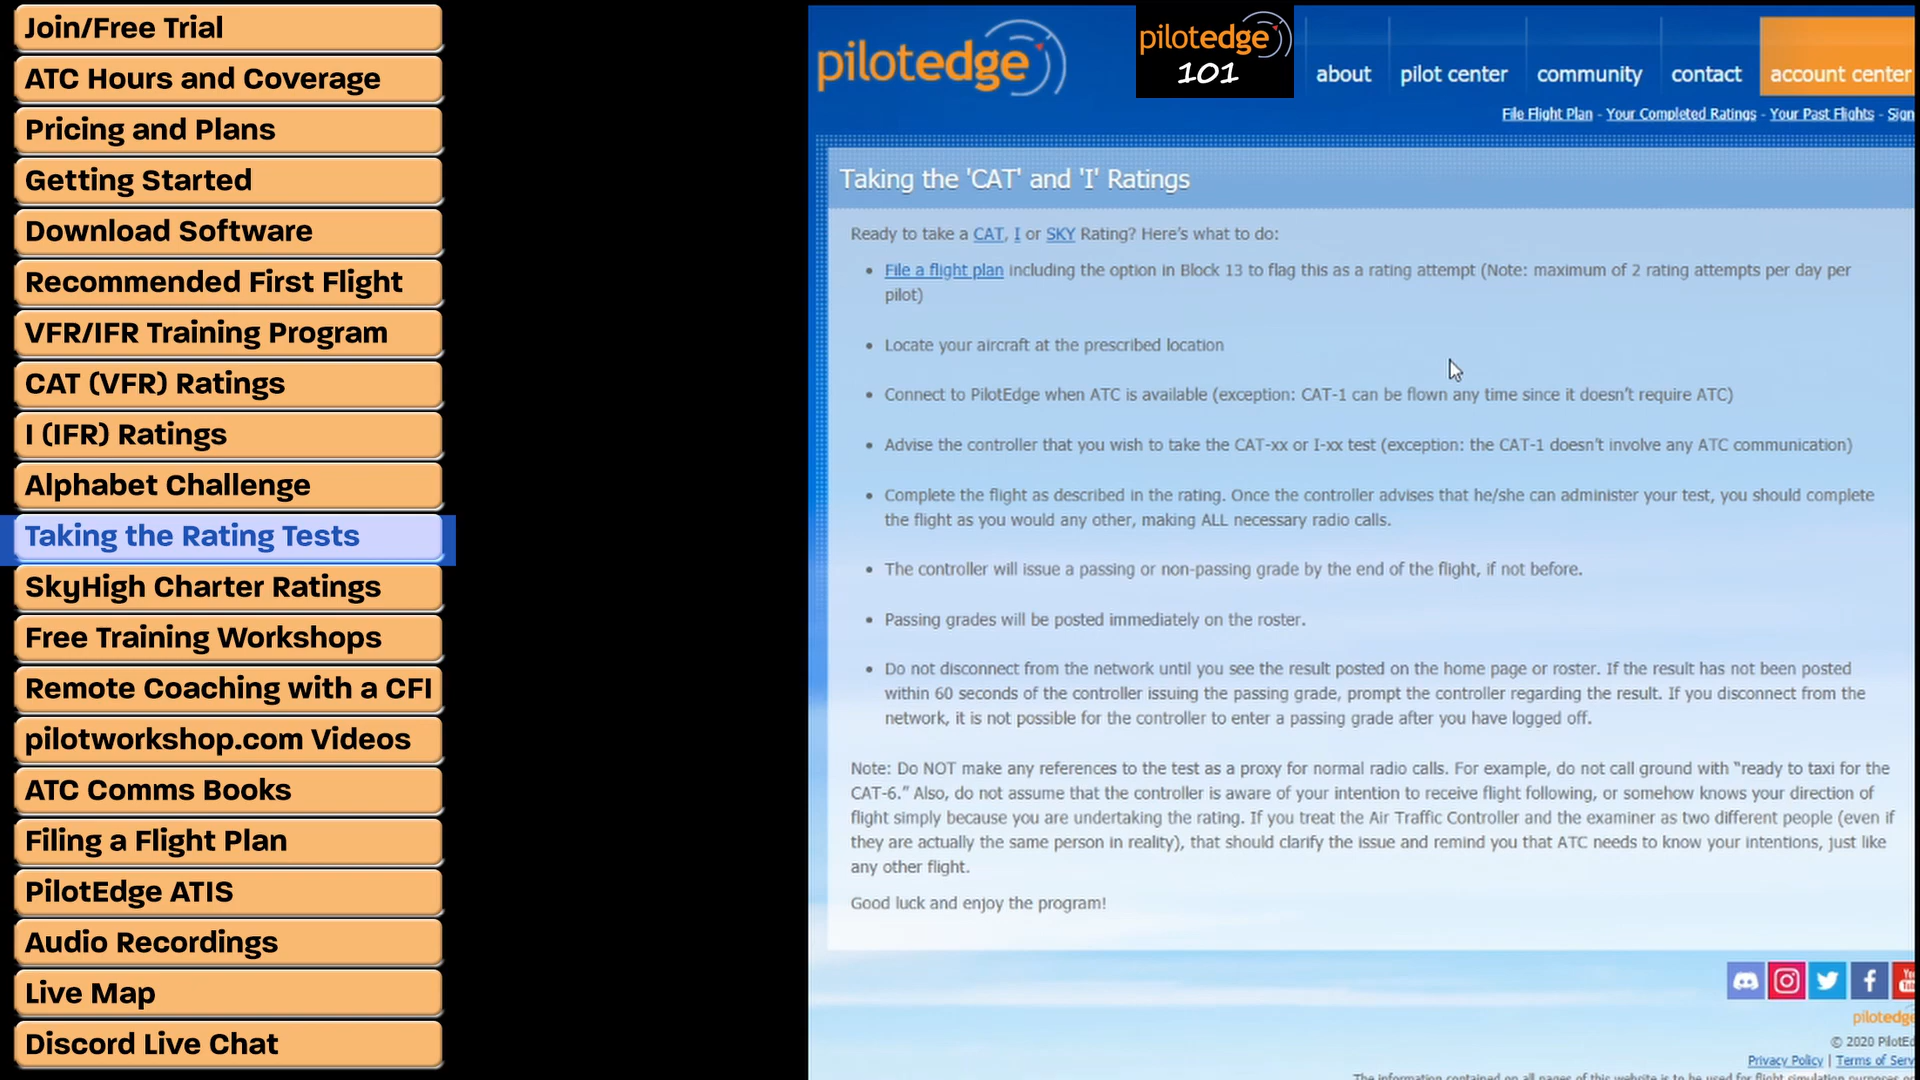 Join/Free Trial
ATC Hours and Coverage
Pricing and Plans
Getting Started
Download Software
Recommended First Flight
VFR/IFR Training Program
CAT (VFR) Ratings
I (IFR) Ratings
Alphabet Challenge
Taking the Rating Tests
SkyHigh Charter Ratings
Free Training Workshops
Remote Coaching with a CFI
pilotworkshop.com Videos
ATC Comms Books
Filing a Flight Plan
PilotEdge ATIS
Audio Recordings
Live Map
Discord Live Chat
pilotedge
pilotedge
101
about pilot center community contact account center
File Flight Plan - Your Completed Ratings - Your Past Flights - Sign
Taking the 'CAT' and 'I' Ratings
Ready to take a CAT, I or SKY Rating? Here's what to do:
• File a flight plan including the option in Block 13 to flag this as a rating attempt (Note: maximum of 2 rating attempts per day per
pilot)
• Locate your aircraft at the prescribed location
• Connect to PilotEdge when ATC is available (exception: CAT-1 can be flown any time since it doesn't require ATC)
• Advise the controller that you wish to take the CAT-xx or I-xx test (exception: the CAT-1 doesn't involve any ATC communication)
• Complete the flight as described in the rating. Once the controller advises that he/she can administer your test, you should complete
the flight as you would any other, making ALL necessary radio calls.
• The controller will issue a passing or non-passing grade by the end of the flight, if not before.
• Passing grades will be posted immediately on the roster.
• Do not disconnect from the network until you see the result posted on the home page or roster. If the result has not been posted
within 60 seconds of the controller issuing the passing grade, prompt the controller regarding the result. If you disconnect from the
network, it is not possible for the controller to enter a passing grade after you have logged off.
Note: Do NOT make any references to the test as a proxy for normal radio calls. For example, do not call ground with “ready to taxi for the
CAT-6.” Also, do not assume that the controller is aware of your intention to receive flight following, or somehow knows your direction of
flight simply because you are undertaking the rating. If you treat the Air Traffic Controller and the examiner as two different people (even if
they are actually the same person in reality), that should clarify the issue and remind you that ATC needs to know your intentions, just like
any other flight.
Good luck and enjoy the program!
pilotedge
© 2020 PilotEd
Privacy Policy | Terms of Serv
The information contained on all pages of this website is to be used for flight simulation purposes